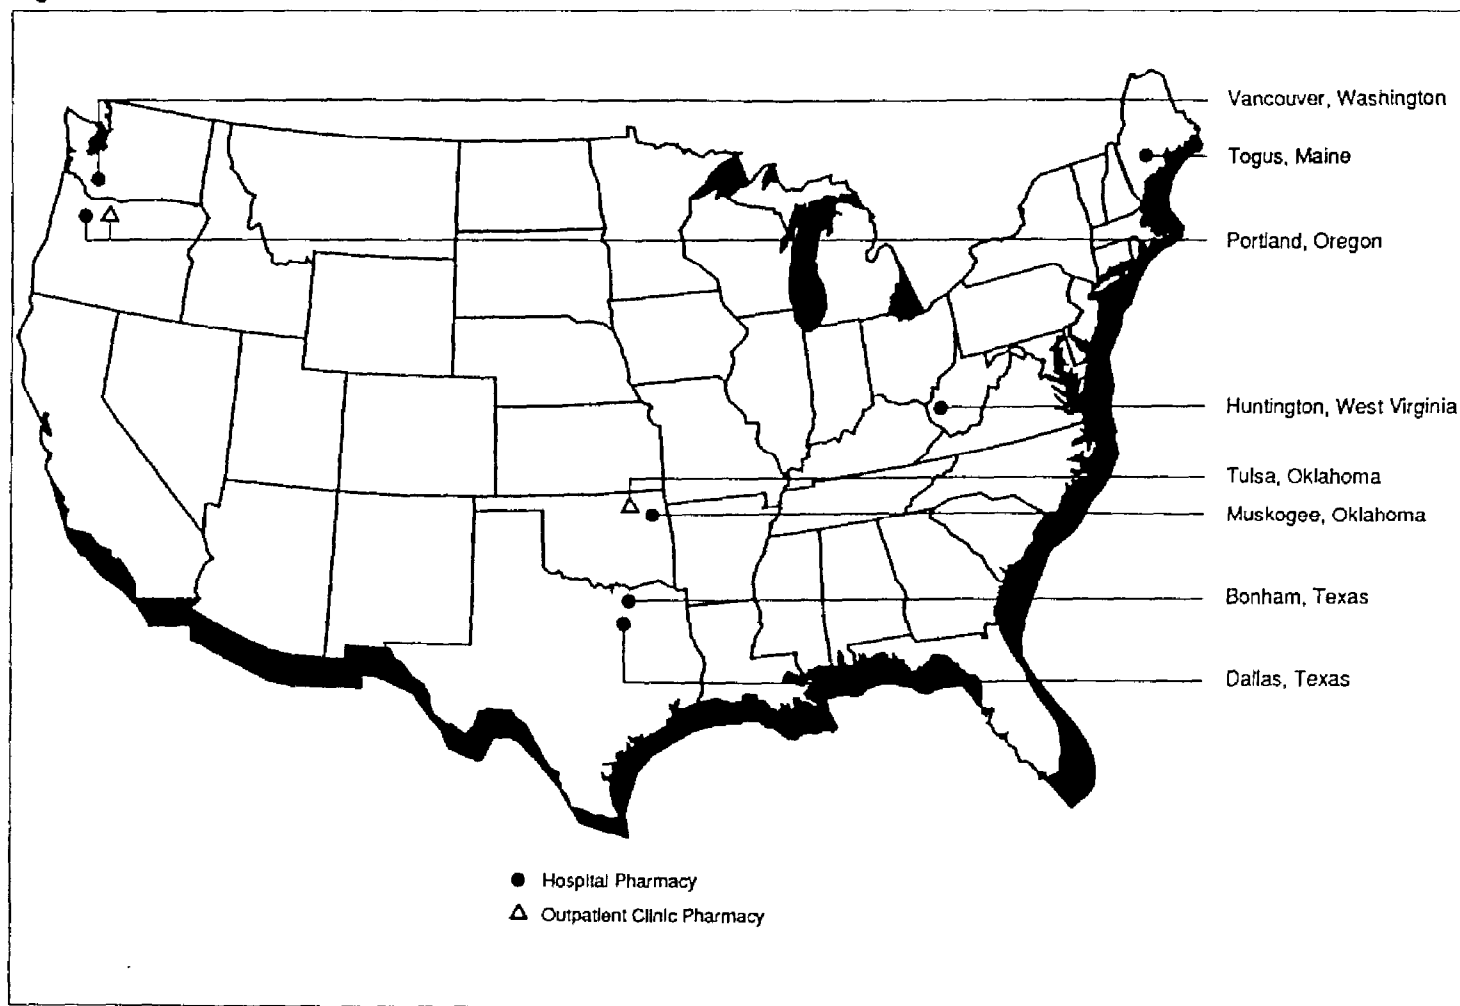 Vancouver, Washington
Togus, Maine
Portland, Oregon
Huntington, West Virginia
Tulsa, Oklahoma
Muskogee, Oklahoma
Bonham, Texas
Dallas, Texas
Hospital Pharmacy
Outpatient Clinic Pharmacy